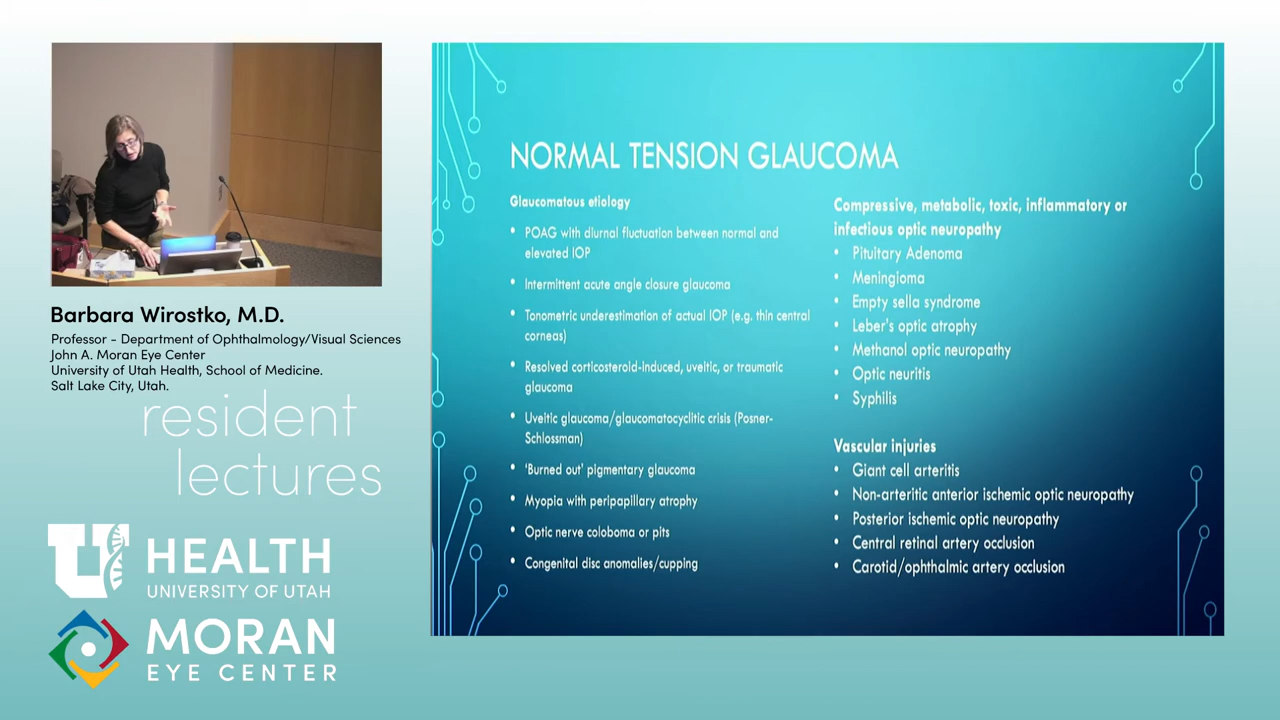 Barbara Wirostko, M.D.
Professor - Department of Ophthalmology/Visual Sciences
John A. Moran Eye Center
University of Utah Health, School of Medicine.
Salt Lake City, Utah.
resident
lectures
U HEALTH
UNIVERSITY OF UTAH
MORAN
EYE CENTER
NORMAL TENSION GLAUCOMA
Glaucomatous etiology
• POAG with diurnal fluctuation between normal and
elevated IOP
• Intermittent acute angle closure glaucoma
• Tonometric underestimation of actual IOP (e.g. thin central
corneas)
• Resolved corticosteroid-induced, uveitic, or traumatic
glaucoma
• Uveitic glaucoma/glaucomatocyclitic crisis (Posner-
Schlossman)
• 'Burned out' pigmentary glaucoma
• Myopia with peripapillary atrophy
• Optic nerve coloboma or pits
• Congenital disc anomalies/cupping
Compressive, metabolic, toxic, inflammatory or
infectious optic neuropathy
• Pituitary Adenoma
• Meningioma
• Empty sella syndrome
• Leber's optic atrophy
• Methanol optic neuropathy
• Optic neuritis
• Syphilis
Vascular injuries
• Giant cell arteritis
• Non-arteritic anterior ischemic optic neuropathy
• Posterior ischemic optic neuropathy
• Central retinal artery occlusion
• Carotid/ophthalmic artery occlusion